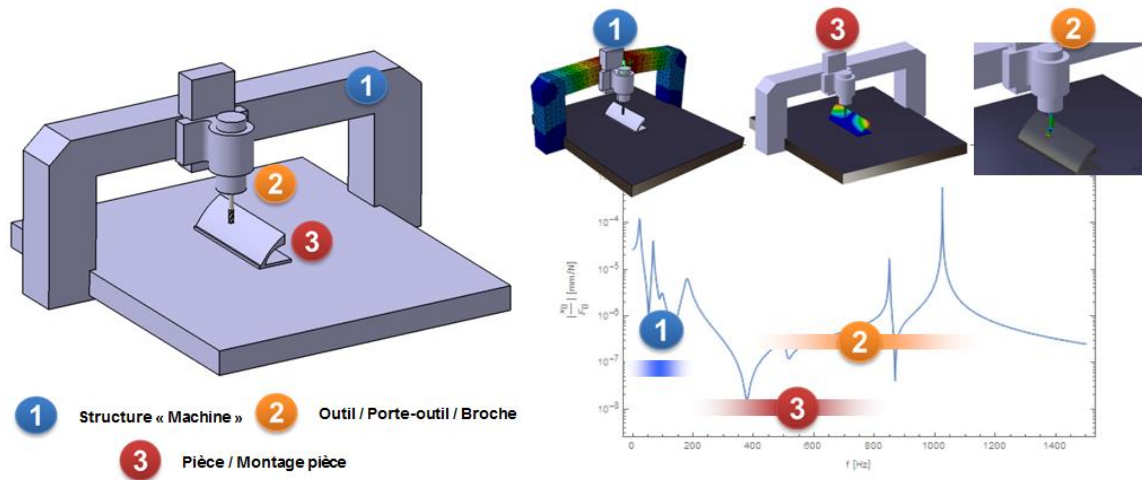 1
2
3
1
3
2
10⁻⁴
10⁻⁵
|x₀/F₀| [mm/N]
10⁻⁶
10⁻⁷
10⁻⁸
1
2
3
0 200 400 600 800 1000 1200 1400
f [Hz]
1 Structure « Machine » 2 Outil / Porte-outil / Broche
3 Pièce / Montage pièce